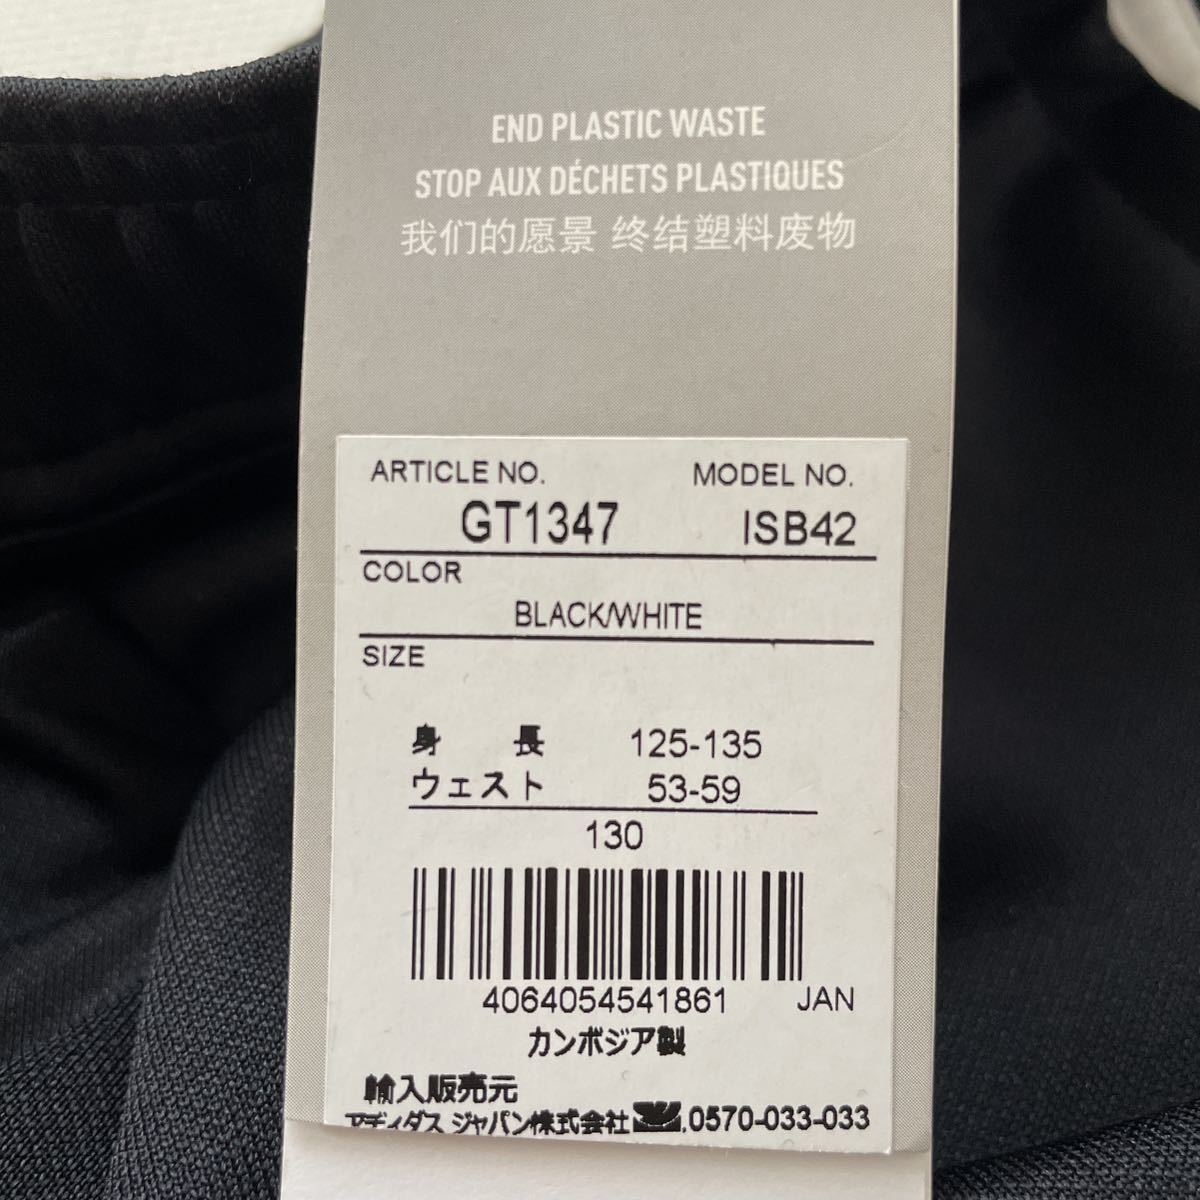 END PLASTIC WASTE
STOP AUX DÉCHETS PLASTIQUES
我们的愿景 终结塑料废物
ARTICLE NO. MODEL NO.
GT1347 ISB42
COLOR
BLACK/WHITE
SIZE
身 長 125-135
ウェスト 53-59
130
4064054541861 JAN
カンボジア製
輸入販売元
アディダス ジャパン株式会社 0570-033-033